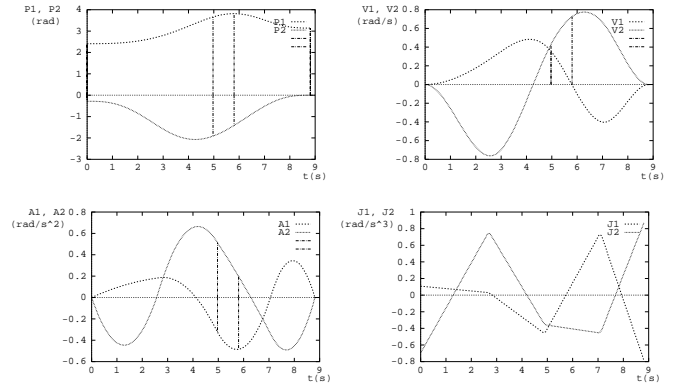 P1, P2
(rad)
P1
P2
4
3
2
1
0
-1
-2
-3
0 1 2 3 4 5 6 7 8 9
t(s)
V1, V2
(rad/s)
V1
V2
0.8
0.6
0.4
0.2
0
-0.2
-0.4
-0.6
-0.8
0 1 2 3 4 5 6 7 8 9
t(s)
A1, A2
(rad/s^2)
A1
A2
0.8
0.6
0.4
0.2
0
-0.2
-0.4
-0.6
0 1 2 3 4 5 6 7 8 9
t(s)
J1, J2
(rad/s^3)
J1
J2
1
0.8
0.6
0.4
0.2
0
-0.2
-0.4
-0.6
-0.8
0 1 2 3 4 5 6 7 8 9
t(s)